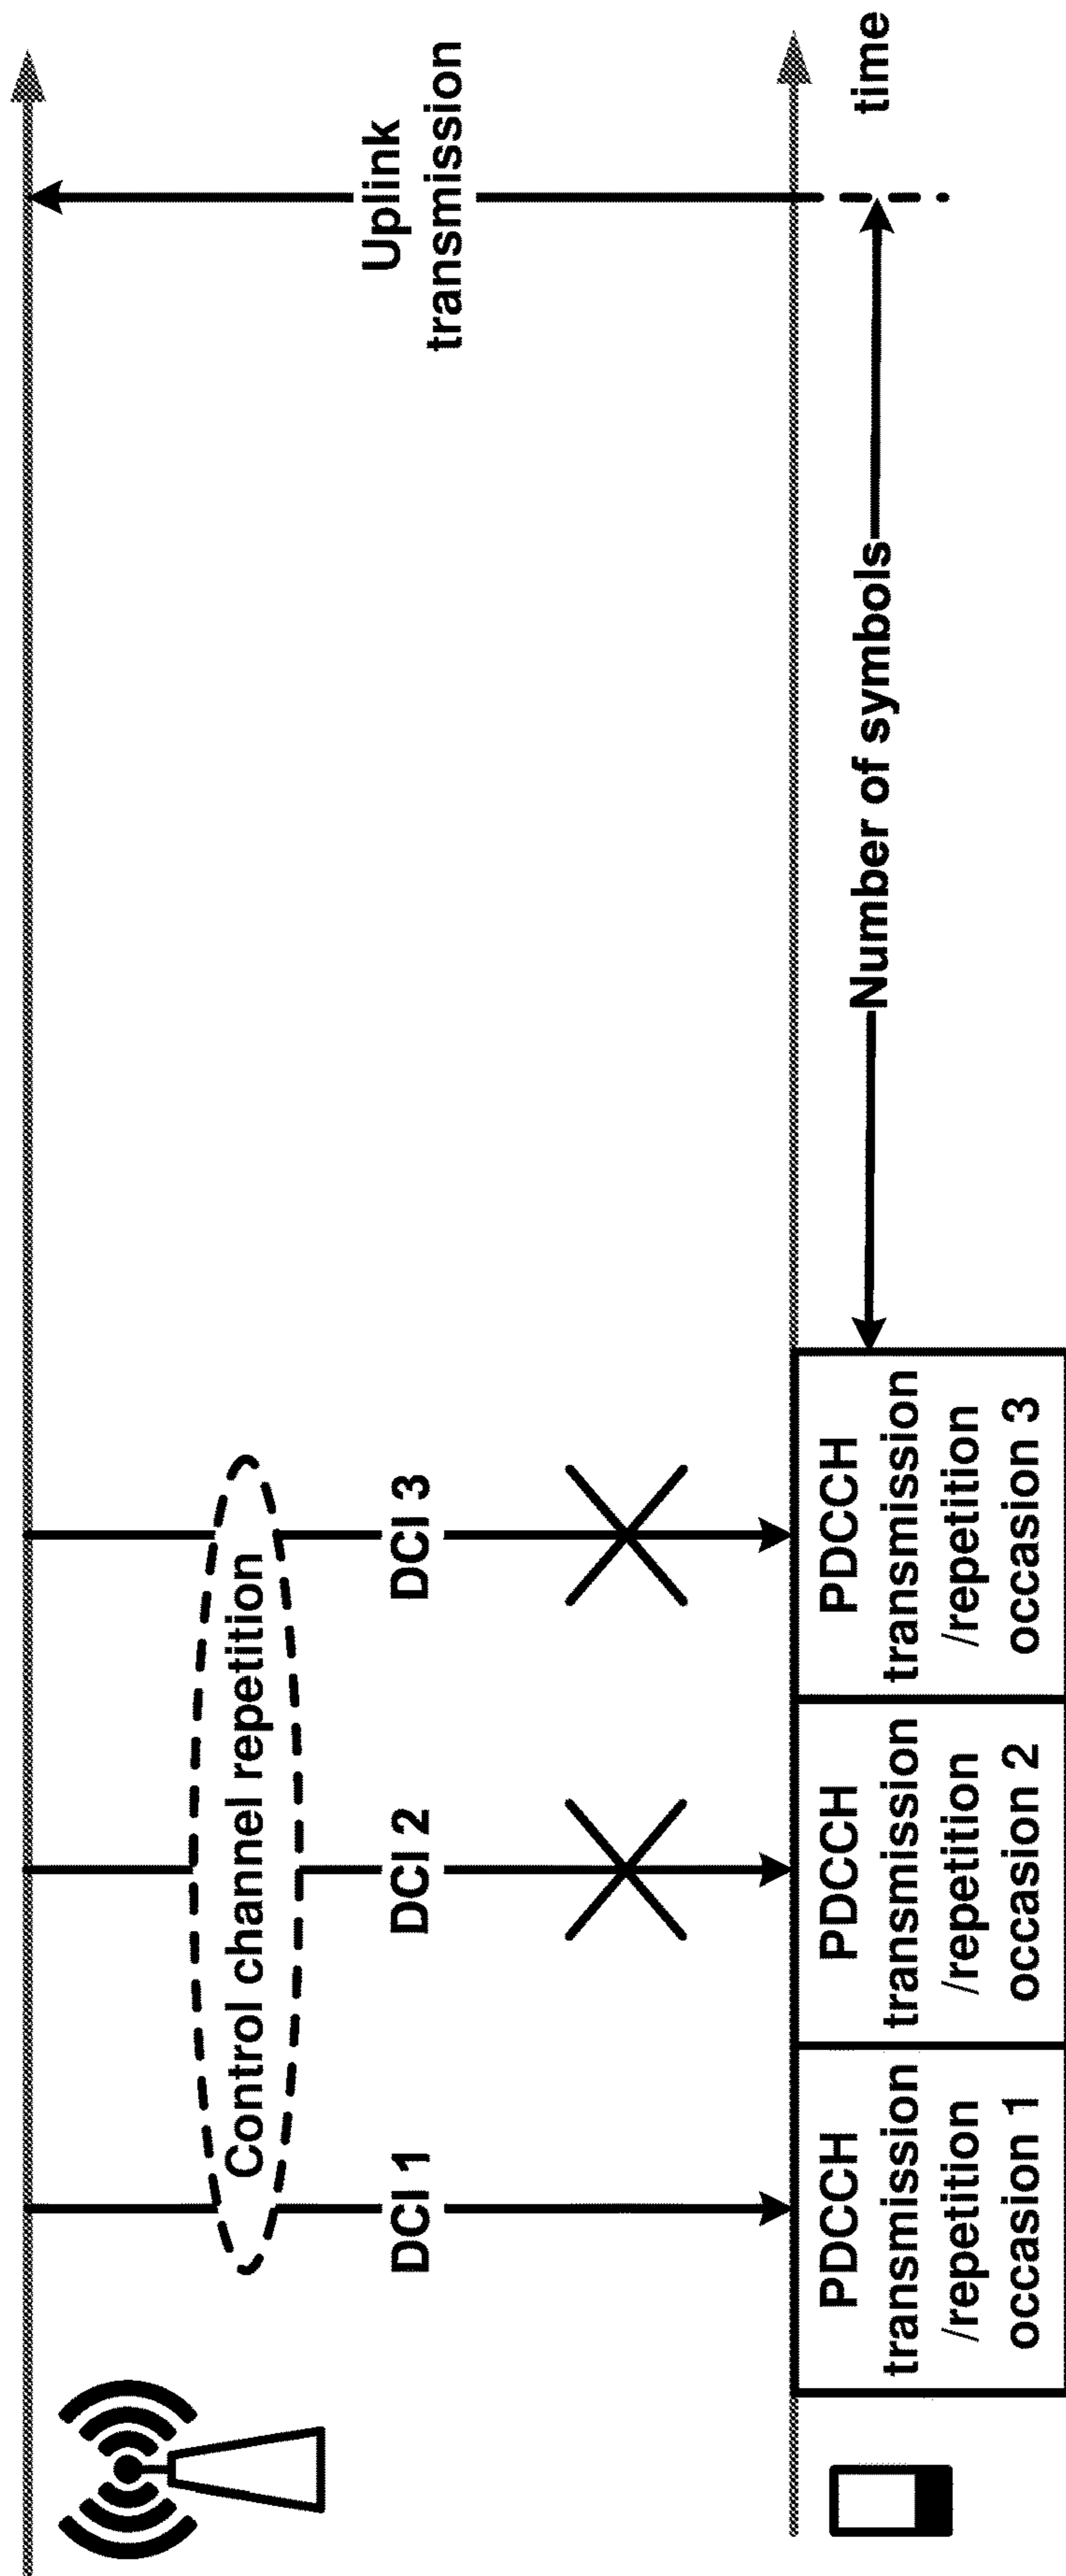 Control channel repetition
DCI 1
DCI 2
DCI 3
Uplink
transmission
PDCCH
transmission
/repetition
occasion 1
PDCCH
transmission
/repetition
occasion 2
PDCCH
transmission
/repetition
occasion 3
Number of symbols
time